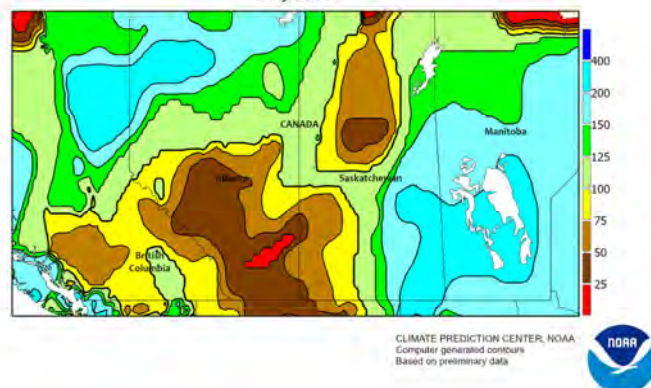 CANADA
Manitoba
Alberta
Saskatchewan
British
Columbia
400
200
150
125
100
75
50
25
CLIMATE PREDICTION CENTER, NOAA
Computer generated contours
Based on preliminary data
NOAA